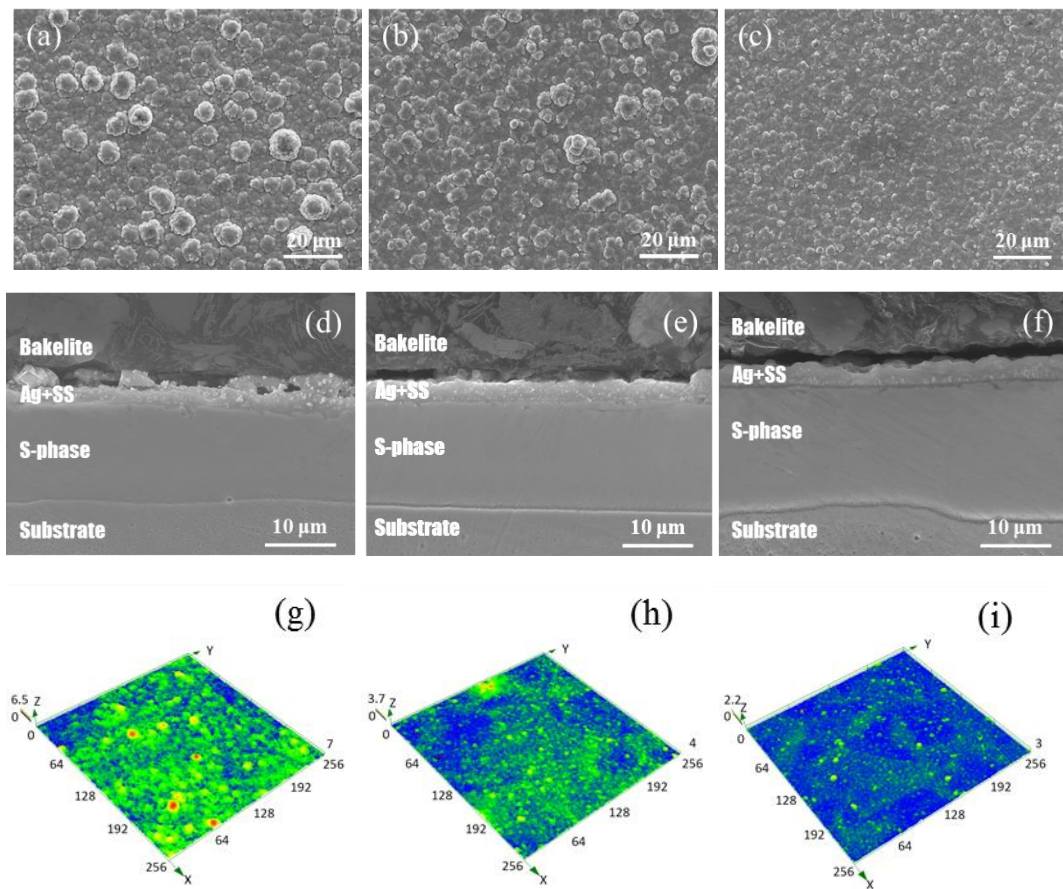 (a)
(b)
(c)
20 µm
20 µm
20 µm
(d)
(e)
(f)
Bakelite
Bakelite
Bakelite
Ag+SS
Ag+SS
Ag+SS
S-phase
S-phase
S-phase
Substrate
10 µm
Substrate
10 µm
Substrate
10 µm
(g)
(h)
(i)
Y
6.5
Z
0
0
7
64
256
128
192
192
128
64
256
X
Y
3.7
Z
0
0
4
64
256
128
192
192
128
64
256
X
Y
2.2
Z
0
0
3
64
256
128
192
192
128
64
256
X